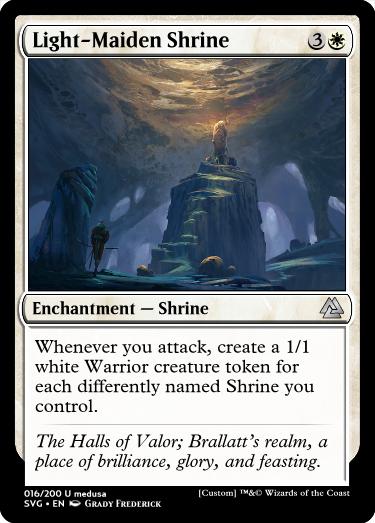 Light-Maiden Shrine 3
Enchantment — Shrine
Whenever you attack, create a 1/1
white Warrior creature token for
each differently named Shrine you
control.
The Halls of Valor; Brallatt's realm, a
place of brilliance, glory, and feasting.
016/200 U medusa
SVG • EN Grady Frederick
[Custom] ™&© Wizards of the Coast